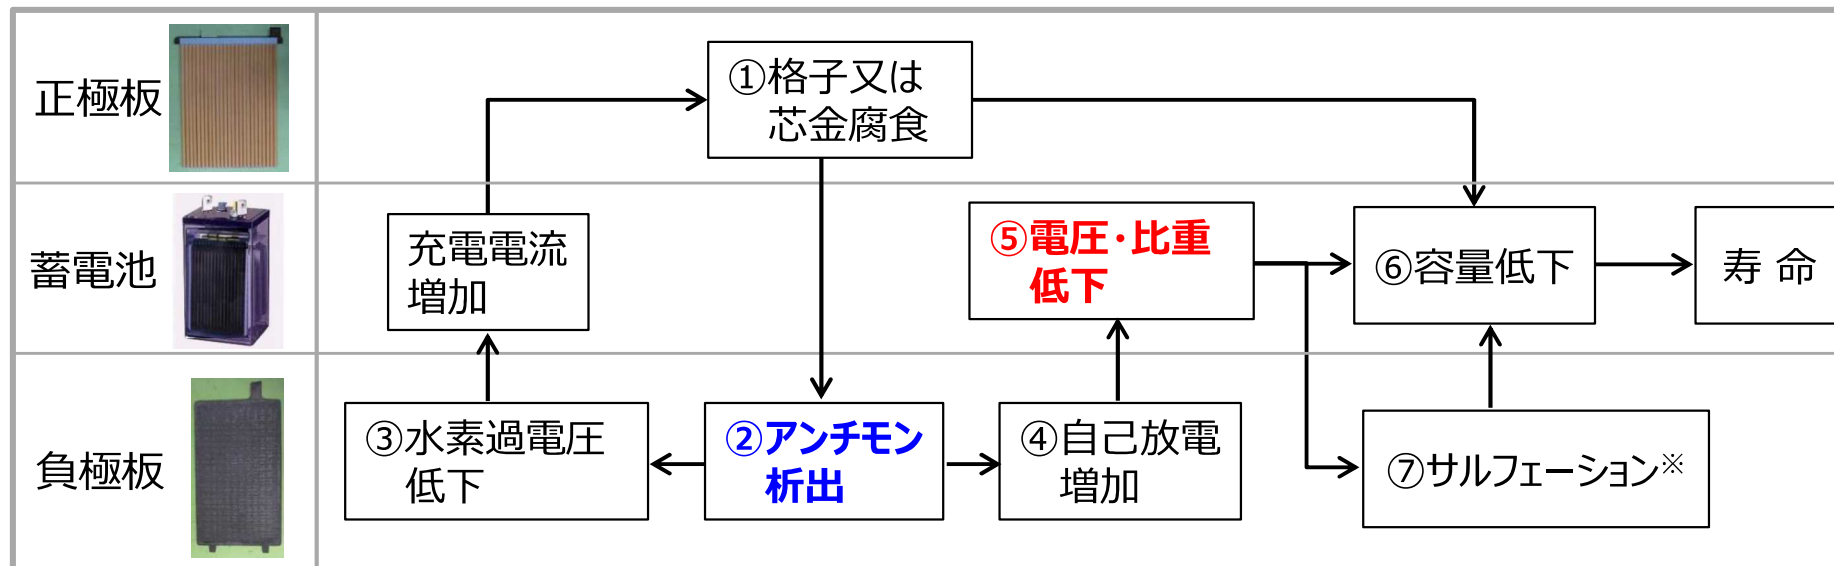 正極板
①格子又は
芯金腐食
蓄電池
充電電流
増加
⑤電圧・比重
低下
⑥容量低下
寿 命
負極板
③水素過電圧
低下
②アンチモン
析出
④自己放電
増加
⑦サルフェーション※